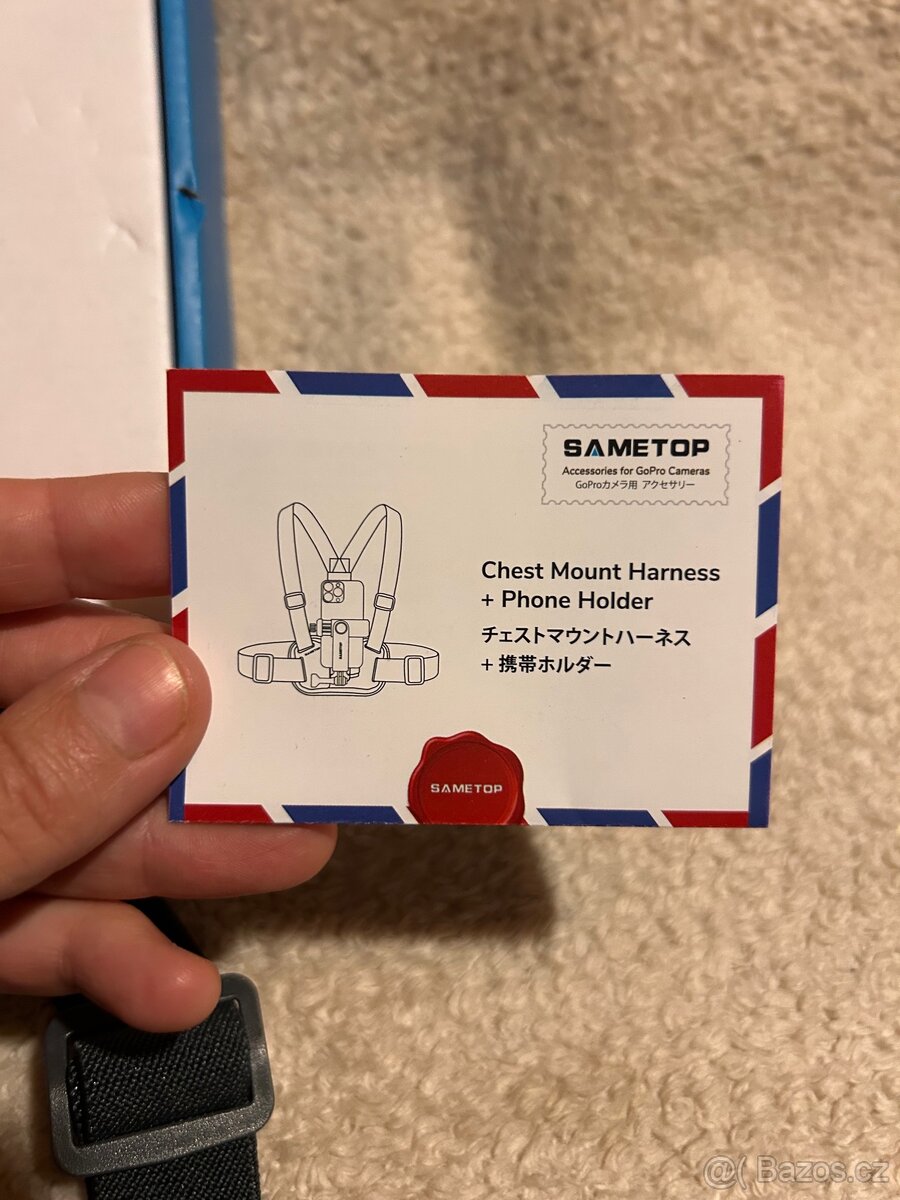 SAMETOP
Accessories for GoPro Cameras
GoProカメラ用 アクセサリー
Chest Mount Harness
+ Phone Holder
チェストマウントハーネス
+ 携帯ホルダー
SAMETOP
@( Bazos.cz